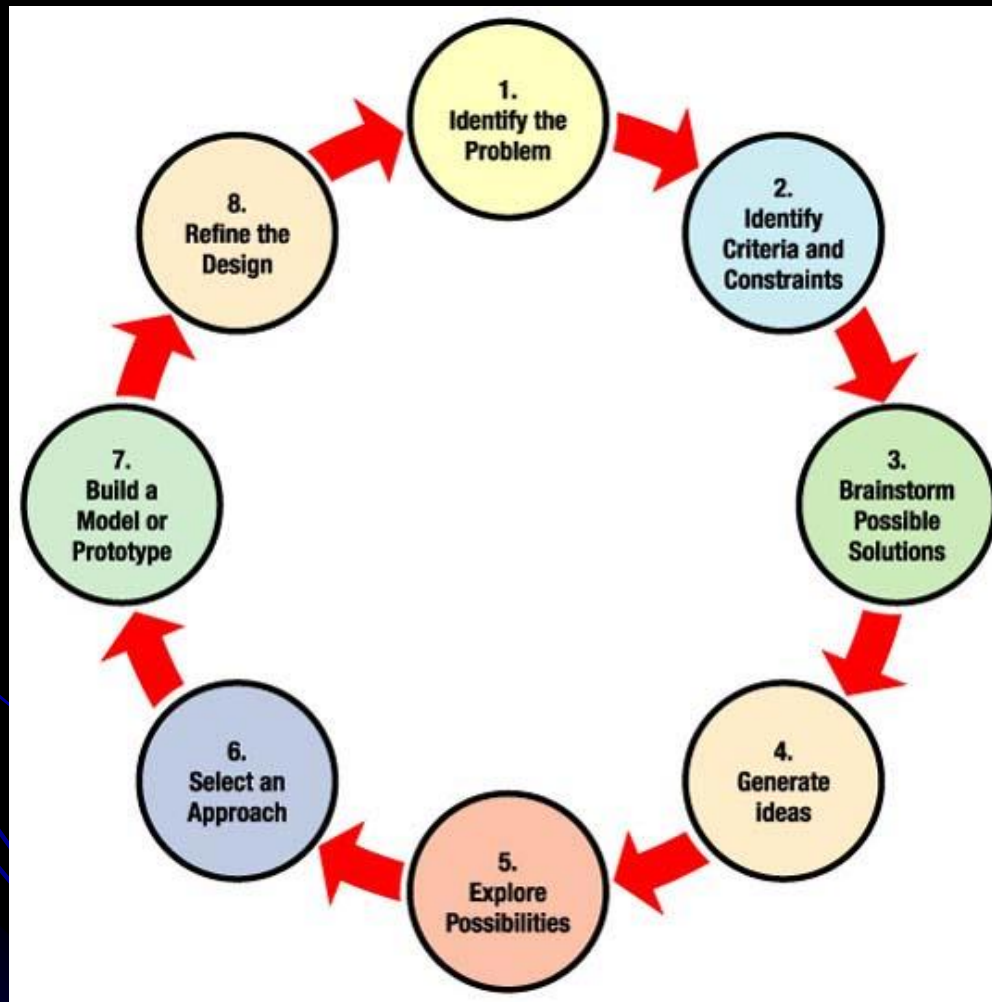 1.
Identify the
Problem
2.
Identify
Criteria and
Constraints
3.
Brainstorm
Possible
Solutions
4.
Generate
ideas
5.
Explore
Possibilities
6.
Select an
Approach
7.
Build a
Model or
Prototype
8.
Refine the
Design